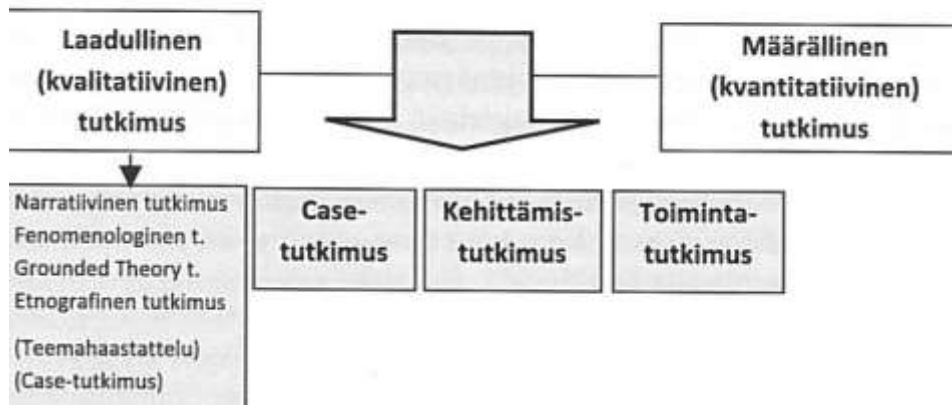 Laadullinen
(kvalitatiivinen)
tutkimus
Määrällinen
(kvantitatiivinen)
tutkimus
Narratiivinen tutkimus
Fenomenologinen t.
Grounded Theory t.
Etnografinen tutkimus
(Teemahaastattelu)
(Case-tutkimus)
Case-
tutkimus
Kehittämis-
tutkimus
Toiminta-
tutkimus